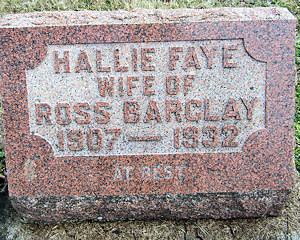 HALLIE FAYE
WIFE OF
ROSS BARCLAY
1907 — 1932
AT REST